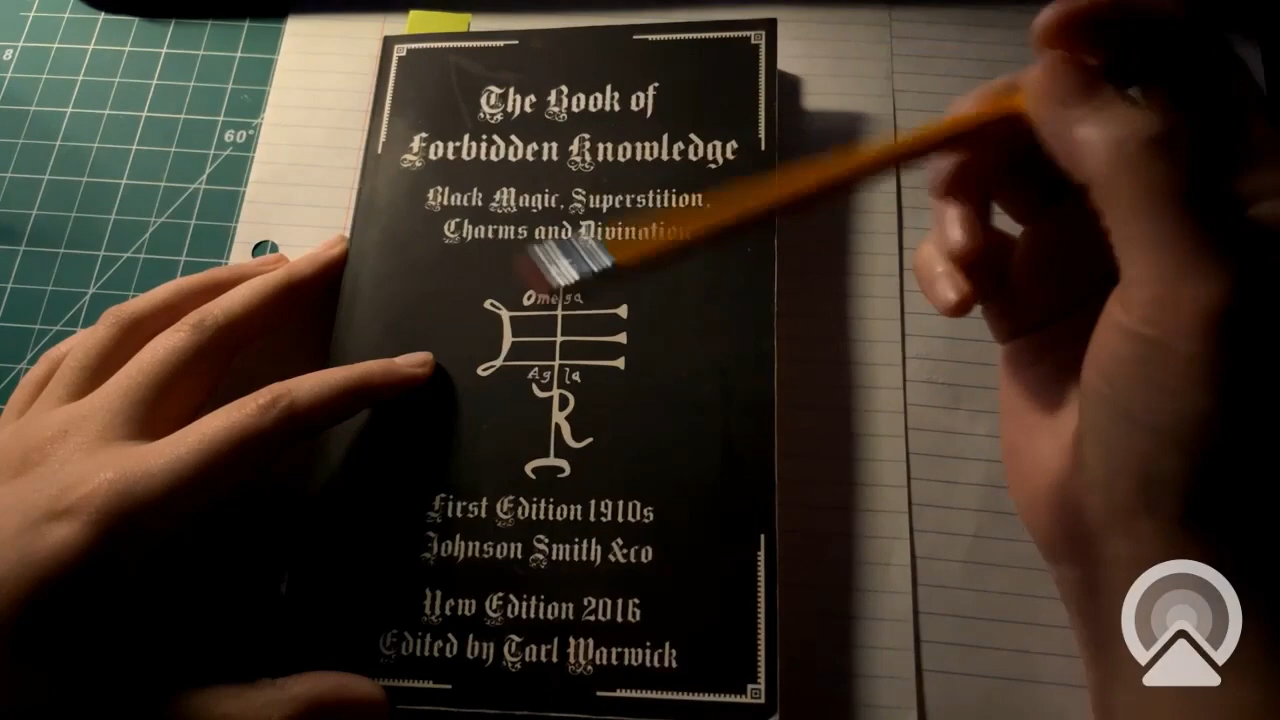 8
60°
The Book of
Forbidden Knowledge
Black Magic, Superstition,
Charms and Divination
Omega
Agla
R
First Edition 1910s
Johnson Smith &co
New Edition 2016
Edited by Tarl Warwick